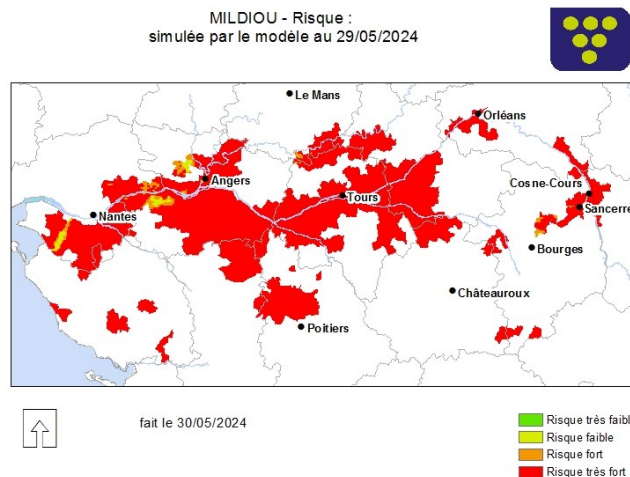 MILDIOU - Risque :
simulée par le modèle au 29/05/2024
Le Mans
Orléans
Angers
Cosne-Cours
Tours
Sancerre
Nantes
Bourges
Châteauroux
Poitiers
fait le 30/05/2024
Risque très faibl
Risque faible
Risque fort
Risque très fort